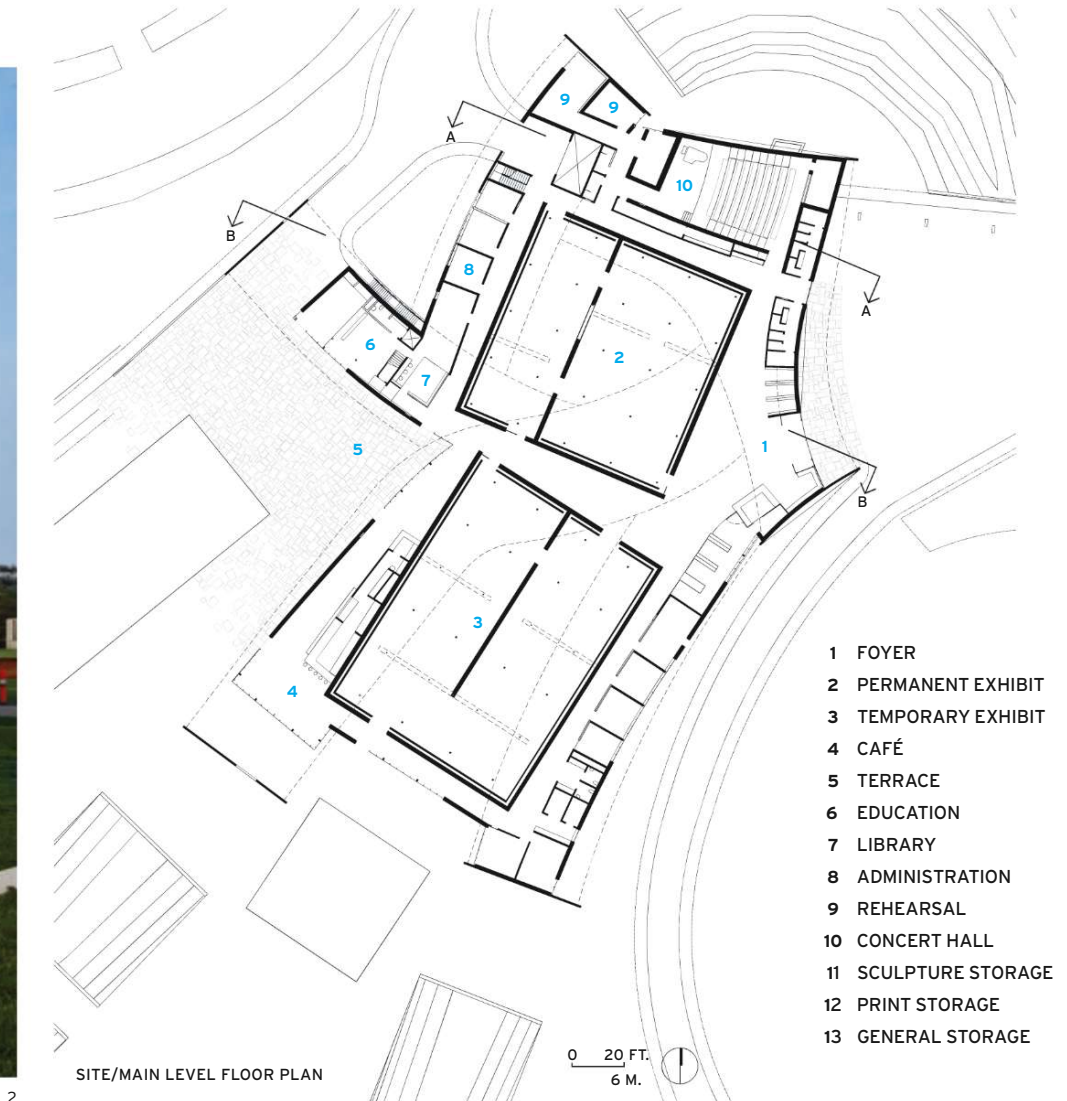 9
9
A
10
B
8
A
6
2
7
5
1
B
3
4
1 FOYER
2 PERMANENT EXHIBIT
3 TEMPORARY EXHIBIT
4 CAFÉ
5 TERRACE
6 EDUCATION
7 LIBRARY
8 ADMINISTRATION
9 REHEARSAL
10 CONCERT HALL
11 SCULPTURE STORAGE
12 PRINT STORAGE
13 GENERAL STORAGE
SITE/MAIN LEVEL FLOOR PLAN
0 20 FT.
6 M.
2